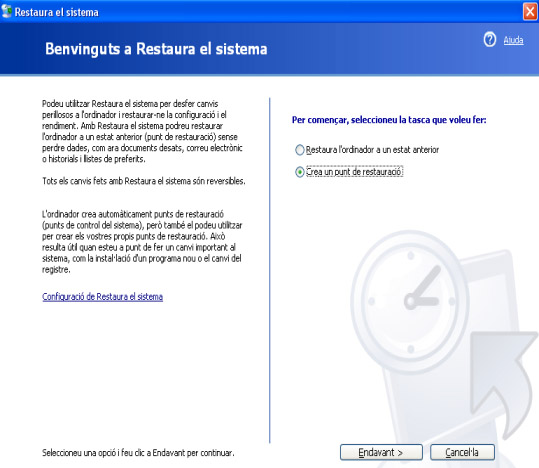 Restaura el sistema
Benvinguts a Restaura el sistema
Ajuda
Podeu utilitzar Restaura el sistema per desfer canvis
perillosos a l'ordinador i restaurar-ne la configuració i el
rendiment. Amb Restaura el sistema podreu restaurar
l'ordinador a un estat anterior (punt de restauració) sense
perdre dades, com ara documents desats, correu electrònic
o historials i llistes de preferits.
Tots els canvis fets amb Restaura el sistema són reversibles.
L'ordinador crea automàticament punts de restauració
(punts de control del sistema), però també el podeu utilitzar
per crear els vostres propis punts de restauració. Això
resulta útil quan esteu a punt de fer un canvi important al
sistema, com la instal·lació d'un programa nou o el canvi del
registre.
Configuració de Restaura el sistema
Per començar, seleccioneu la tasca que voleu fer:
Restaura l'ordinador a un estat anterior
Crea un punt de restauració
Seleccioneu una opció i feu clic a Endavant per continuar.
Endavant >
Cancel·la